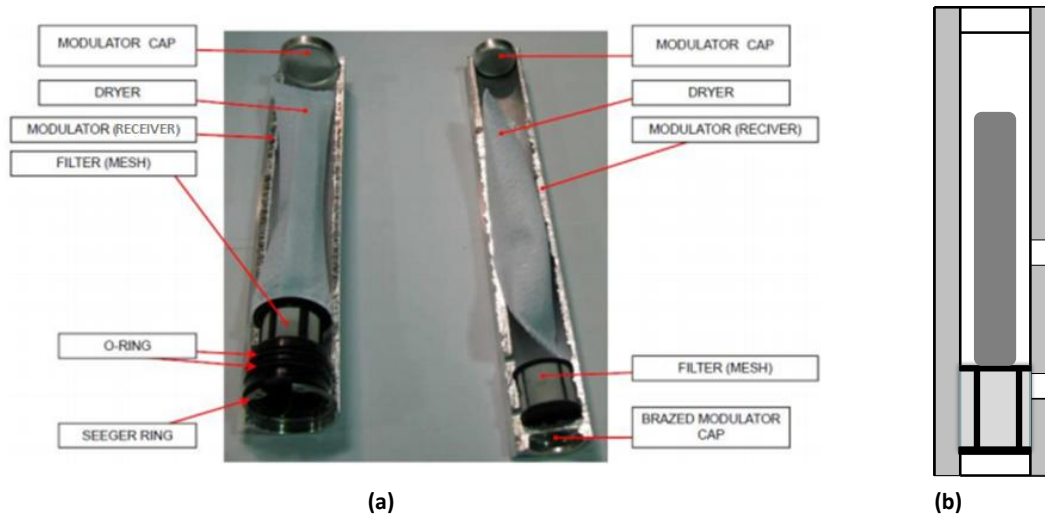 MODULATOR CAP
DRYER
MODULATOR (RECEIVER)
FILTER (MESH)
O-RING
SEEGER RING
MODULATOR CAP
DRYER
MODULATOR (RECIVER)
FILTER (MESH)
BRAZED MODULATOR
CAP
(a)
(b)